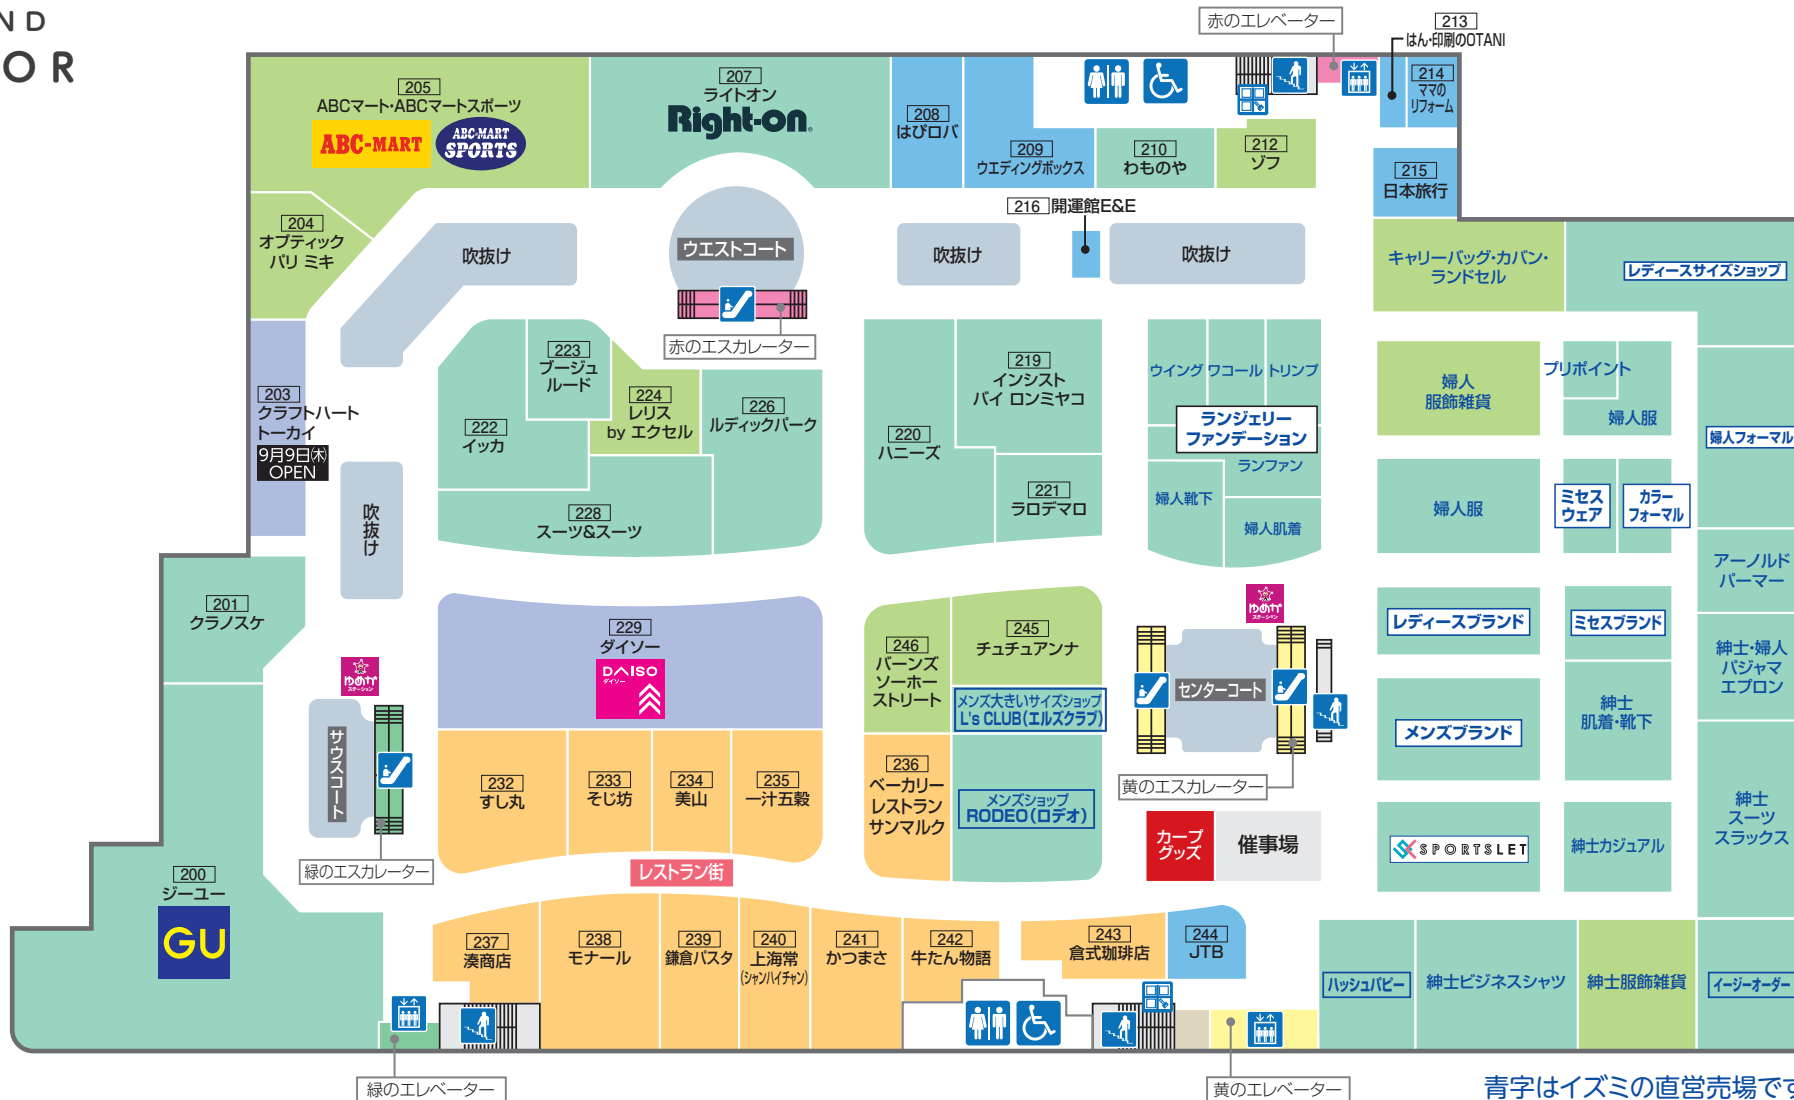 ND
OR
赤のエレベーター
213
はん・印刷のOTANI
205
ABCマート・ABCマートスポーツ
ABC-MART
ABC-MART
SPORTS
207
ライトオン
Right-on.
208
はぴロバ
209
ウエディングボックス
210
わものや
212
ゾフ
214
ママの
リフォーム
215
日本旅行
204
オプティック
パリ ミキ
吹抜け
ウエストコート
赤のエスカレーター
吹抜け
216
開運館E&E
吹抜け
キャリーバッグ・カバン・
ランドセル
レディースサイズショップ
203
クラフトハート
トーカイ
9月9日(木)
OPEN
吹抜け
222
イッカ
223
ブージュ
ルード
224
レリス
by エクセル
226
ルディックパーク
228
スーツ&スーツ
220
ハニーズ
219
インシスト
バイ ロンミヤコ
221
ラロデマロ
ウイング
ワコール
トリンプ
ランジェリー
ファンデーション
ランファン
婦人靴下
婦人肌着
婦人
服飾雑貨
プリポイント
婦人服
婦人フォーマル
婦人服
ミセス
ウェア
カラー
フォーマル
アーノルド
パーマー
201
クラノスケ
ゆめか
ステーション
サウスコート
緑のエスカレーター
229
ダイソー
DAISO
ダイソー
232
すし丸
233
そじ坊
234
美山
235
一汁五穀
レストラン街
246
バーンズ
ソーホー
ストリート
245
チュチュアンナ
メンズ大きいサイズショップ
L's CLUB(エルズクラブ)
236
ベーカリー
レストラン
サンマルク
メンズショップ
RODEO(ロデオ)
ゆめか
ステーション
センターコート
黄のエスカレーター
カープ
グッズ
催事場
レディースブランド
ミセスブランド
紳士・婦人
パジャマ
エプロン
メンズブランド
紳士
肌着・靴下
SPORTSLET
紳士カジュアル
紳士
スーツ
スラックス
200
ジーユー
GU
237
湊商店
238
モナール
239
鎌倉パスタ
240
上海常
(シャンハイチャン)
241
かつまさ
242
牛たん物語
243
倉式珈琲店
244
JTB
ハッシュパピー
紳士ビジネスシャツ
紳士服飾雑貨
イージーオーダー
緑のエレベーター
黄のエレベーター
青字はイズミの直営売場です